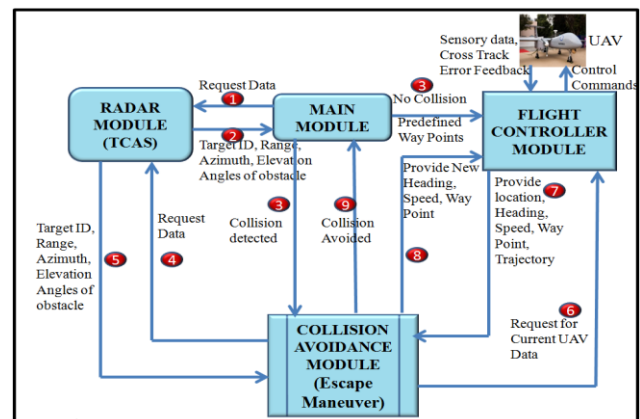 Sensory data,
Cross Track
Error Feedback
UAV
Control
Commands
Request Data
1
RADAR
MODULE
(TCAS)
2
Target ID, Range,
Azimuth, Elevation
Angles of obstacle
MAIN
MODULE
3
No Collision
Predefined
Way Points
FLIGHT
CONTROLLER
MODULE
Target ID,
Range,
Azimuth,
Elevation
Angles of
obstacle
5
Request
Data
4
3
Collision
detected
9
Collision
Avoided
Provide New
Heading,
Speed, Way
Point
8
Provide
location,
Heading,
Speed, Way
Point,
Trajectory
7
6
Request for
Current UAV
Data
COLLISION
AVOIDANCE
MODULE
(Escape
Maneuver)